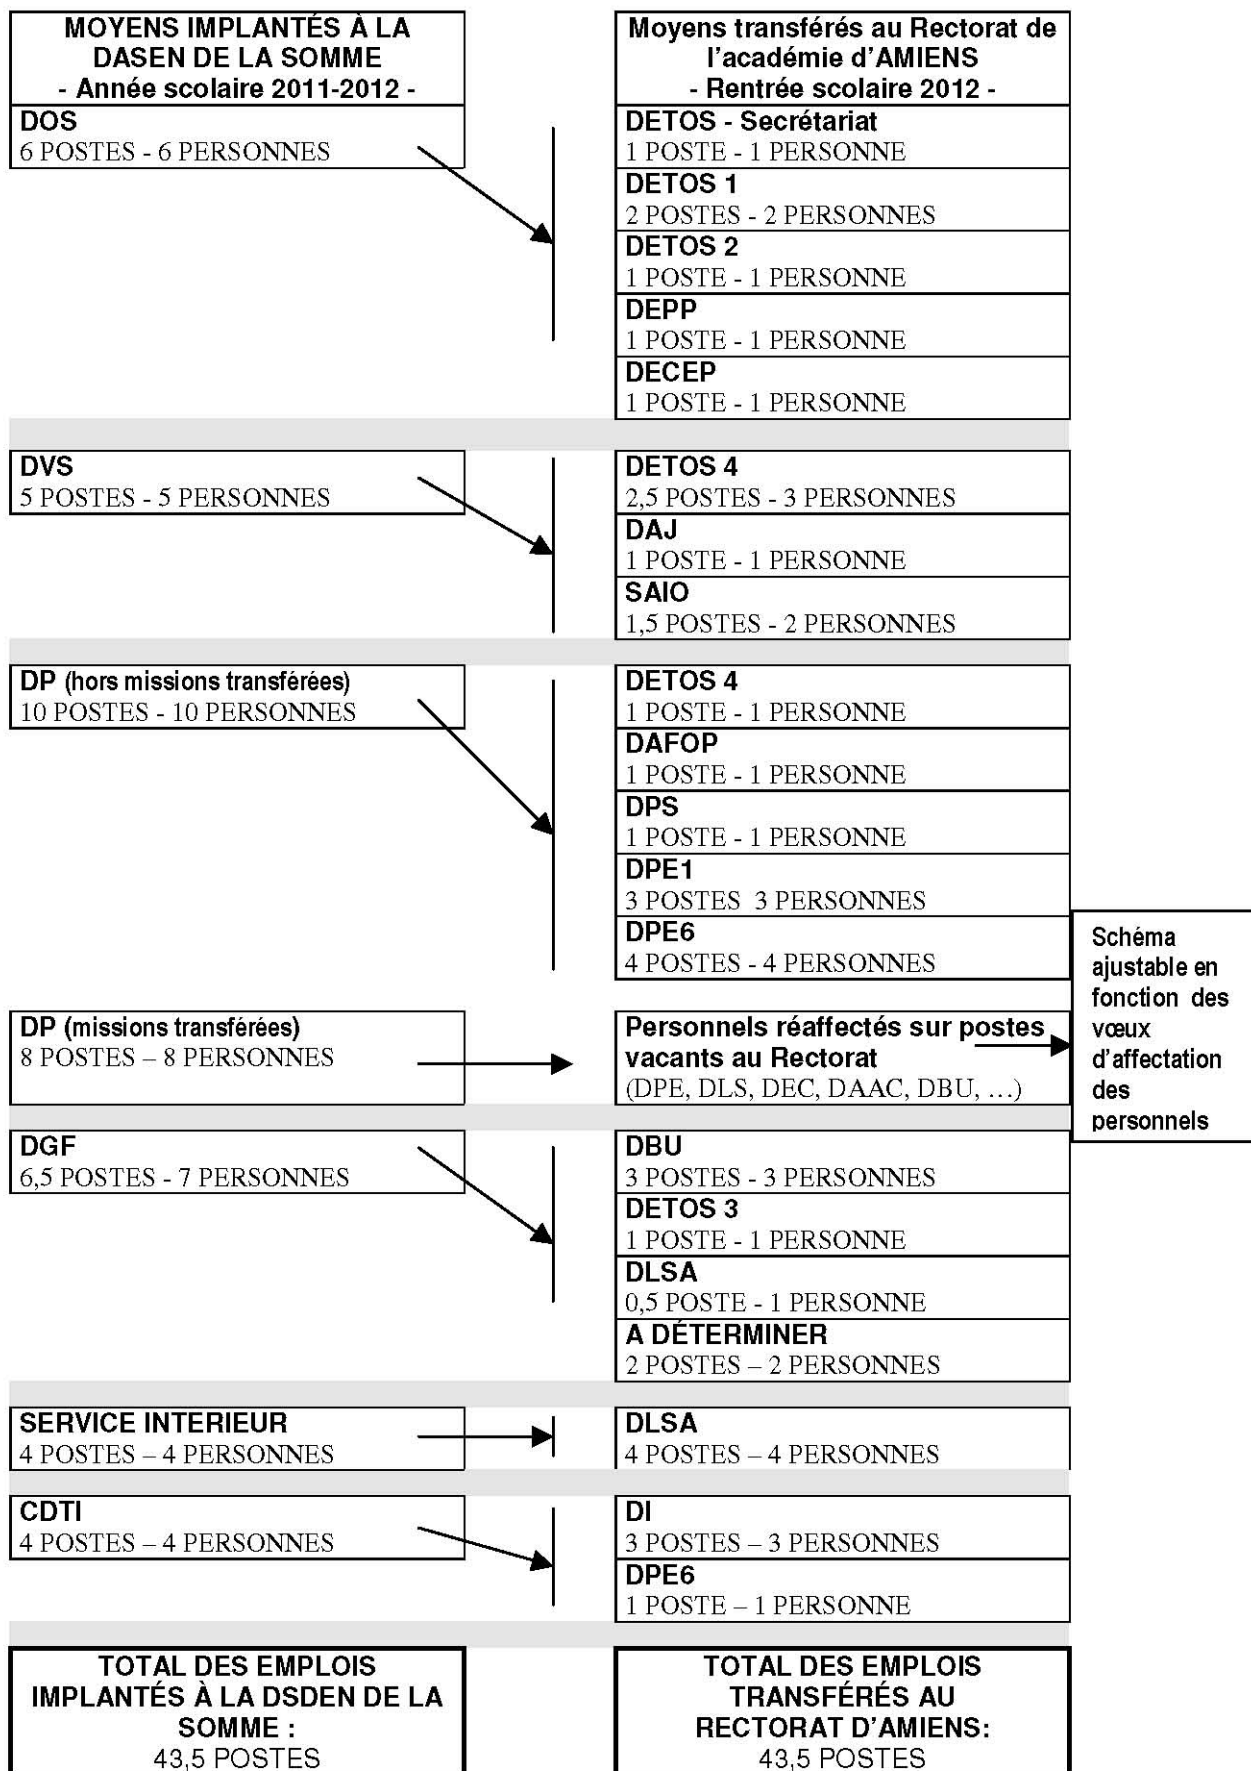 MOYENS IMPLANTÉS À LA
DASEN DE LA SOMME
- Année scolaire 2011-2012 -
Moyens transférés au Rectorat de
l'académie d'AMIENS
- Rentrée scolaire 2012 -
DOS
6 POSTES - 6 PERSONNES
DETOS - Secrétariat
1 POSTE - 1 PERSONNE
DETOS 1
2 POSTES - 2 PERSONNES
DETOS 2
1 POSTE - 1 PERSONNE
DEPP
1 POSTE - 1 PERSONNE
DECEP
1 POSTE - 1 PERSONNE
DVS
5 POSTES - 5 PERSONNES
DETOS 4
2,5 POSTES - 3 PERSONNES
DAJ
1 POSTE - 1 PERSONNE
SAIO
1,5 POSTES - 2 PERSONNES
DP (hors missions transférées)
10 POSTES - 10 PERSONNES
DETOS 4
1 POSTE - 1 PERSONNE
DAFOP
1 POSTE - 1 PERSONNE
DPS
1 POSTE - 1 PERSONNE
DPE1
3 POSTES 3 PERSONNES
DPE6
4 POSTES - 4 PERSONNES
DP (missions transférées)
8 POSTES – 8 PERSONNES
Personnels réaffectés sur postes
vacants au Rectorat
(DPE, DLS, DEC, DAAC, DBU, …)
Schéma
ajustable en
fonction des
vœux
d'affectation
des
personnels
DGF
6,5 POSTES - 7 PERSONNES
DBU
3 POSTES - 3 PERSONNES
DETOS 3
1 POSTE - 1 PERSONNE
DLSA
0,5 POSTE - 1 PERSONNE
A DÉTERMINER
2 POSTES – 2 PERSONNES
SERVICE INTERIEUR
4 POSTES – 4 PERSONNES
DLSA
4 POSTES – 4 PERSONNES
CDTI
4 POSTES – 4 PERSONNES
DI
3 POSTES – 3 PERSONNES
DPE6
1 POSTE – 1 PERSONNE
TOTAL DES EMPLOIS
IMPLANTÉS À LA DSDEN DE LA
SOMME :
43,5 POSTES
TOTAL DES EMPLOIS
TRANSFÉRÉS AU
RECTORAT D'AMIENS:
43,5 POSTES